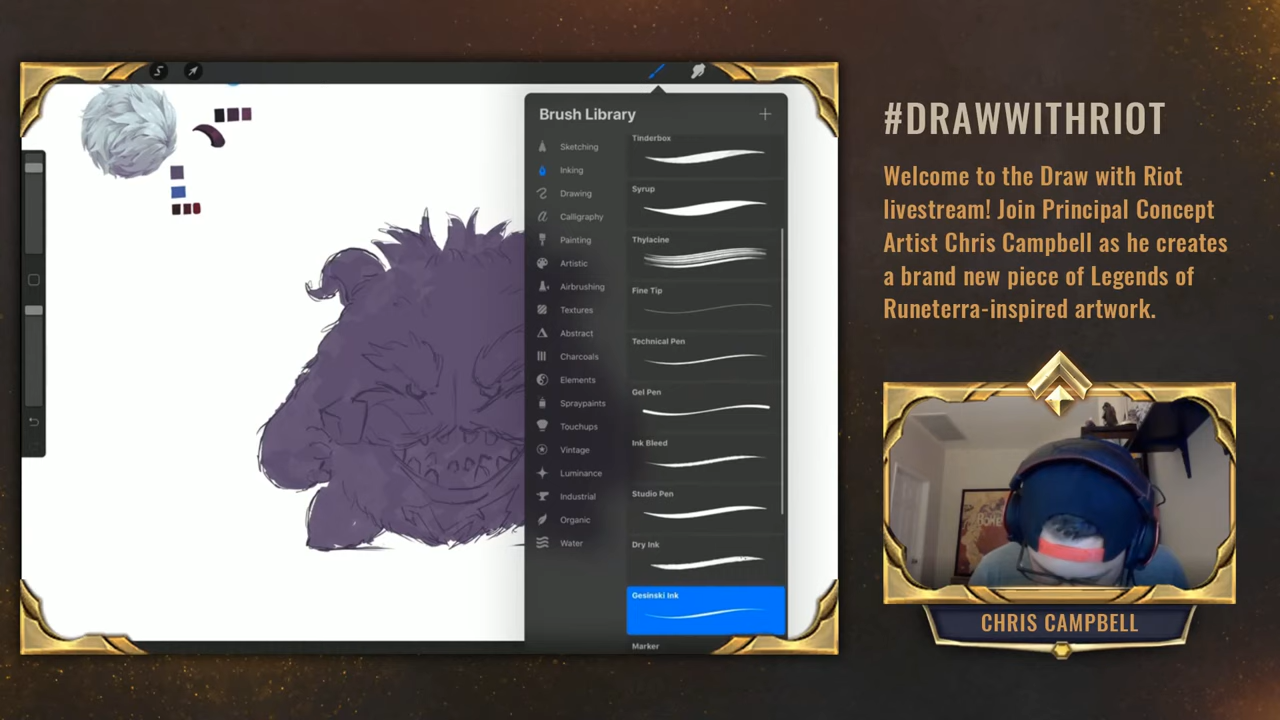 Brush Library
Sketching
Inking
Drawing
Calligraphy
Painting
Artistic
Airbrushing
Textures
Abstract
Charcoals
Elements
Spraypaints
Touchups
Vintage
Luminance
Industrial
Organic
Water
Tinderbox
Syrup
Thylacine
Fine Tip
Technical Pen
Gel Pen
Ink Bleed
Studio Pen
Dry Ink
Gesinski Ink
Marker
#DRAWWITHRIOT
Welcome to the Draw with Riot
livestream! Join Principal Concept
Artist Chris Campbell as he creates
a brand new piece of Legends of
Runeterra-inspired artwork.
CHRIS CAMPBELL